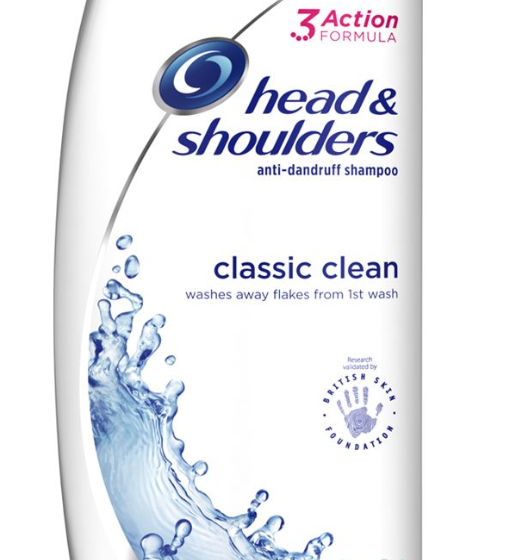 3 Action
FORMULA
head &
shoulders
anti-dandruff shampoo
classic clean
washes away flakes from 1st wash
Research
validated by
BRITISH SKIN
FOUNDATION